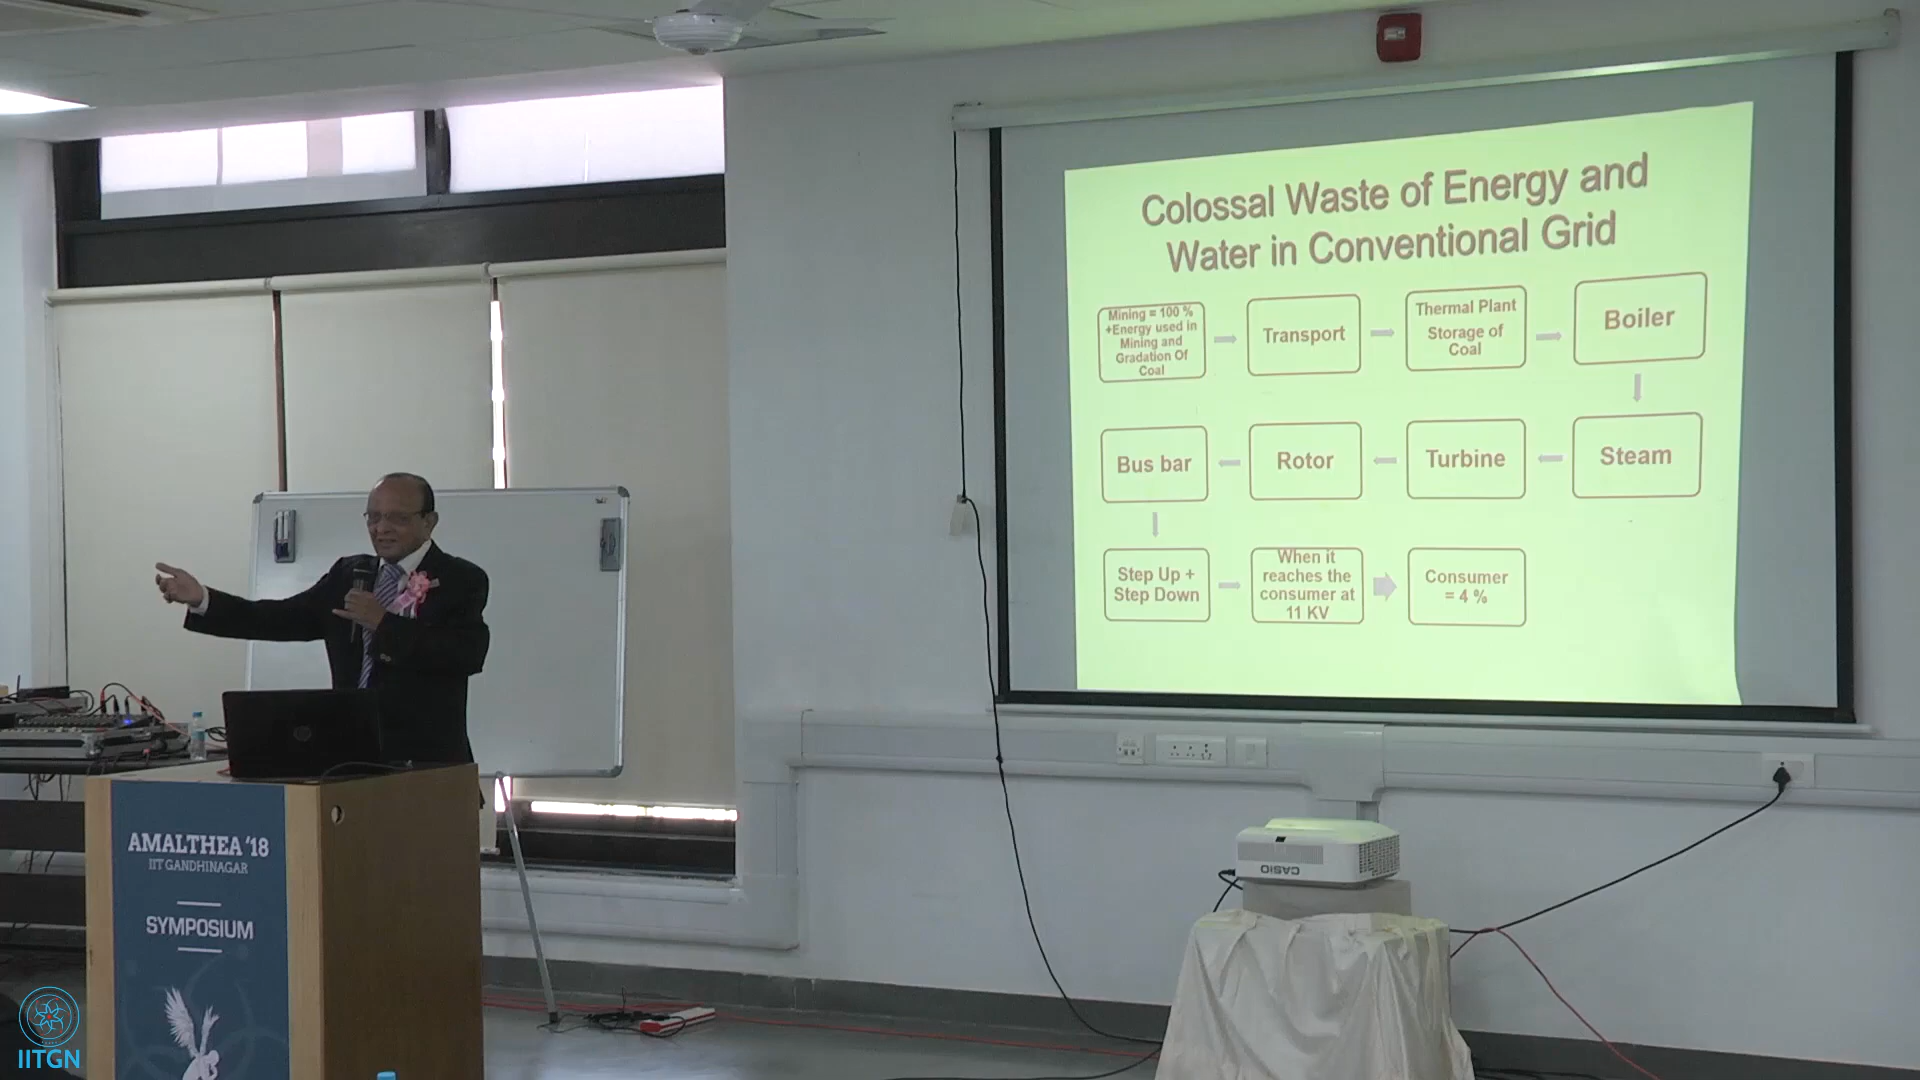 Colossal Waste of Energy and
Water in Conventional Grid
Mining = 100 %
+Energy used in
Mining and
Gradation Of
Coal
Transport
Thermal Plant
Storage of
Coal
Boiler
Bus bar
Rotor
Turbine
Steam
Step Up +
Step Down
When it
reaches the
consumer at
11 KV
Consumer
= 4 %
CASIO
AMALTHEA '18
IIT GANDHINAGAR
SYMPOSIUM
IITGN